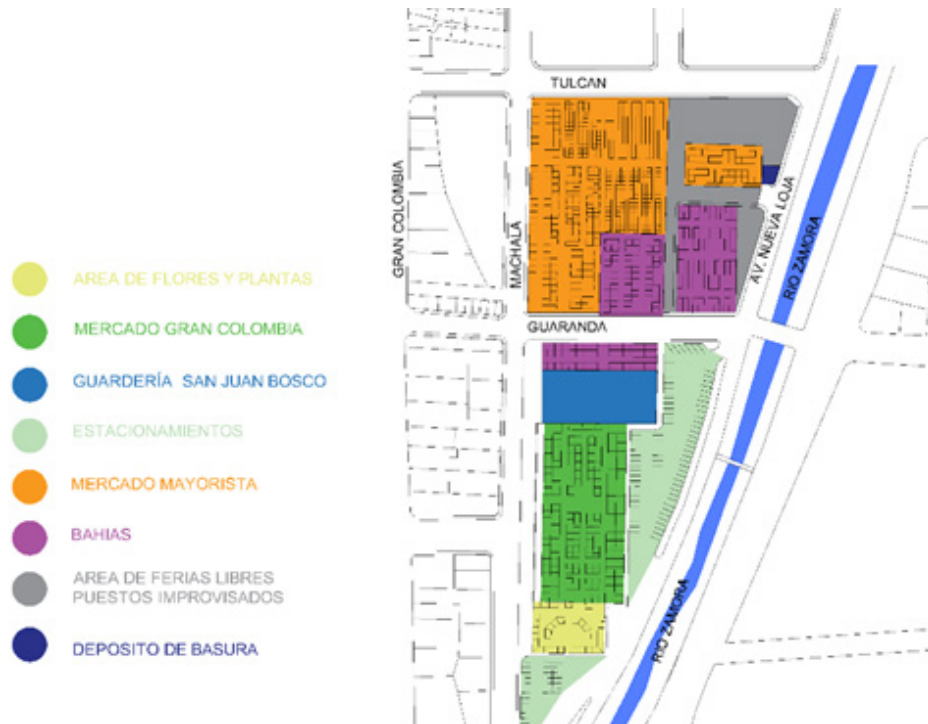 AREA DE FLORES Y PLANTAS
MERCADO GRAN COLOMBIA
GUARDERÍA SAN JUAN BOSCO
ESTACIONAMIENTOS
MERCADO MAYORISTA
BAHIAS
AREA DE FERIAS LIBRES
PUESTOS IMPROVISADOS
DEPOSITO DE BASURA
TULCAN
GRAN COLOMBIA
MACHALA
AV. NUEVA LOJA
RIO ZAMORA
GUARANDA
RIO ZAMORA